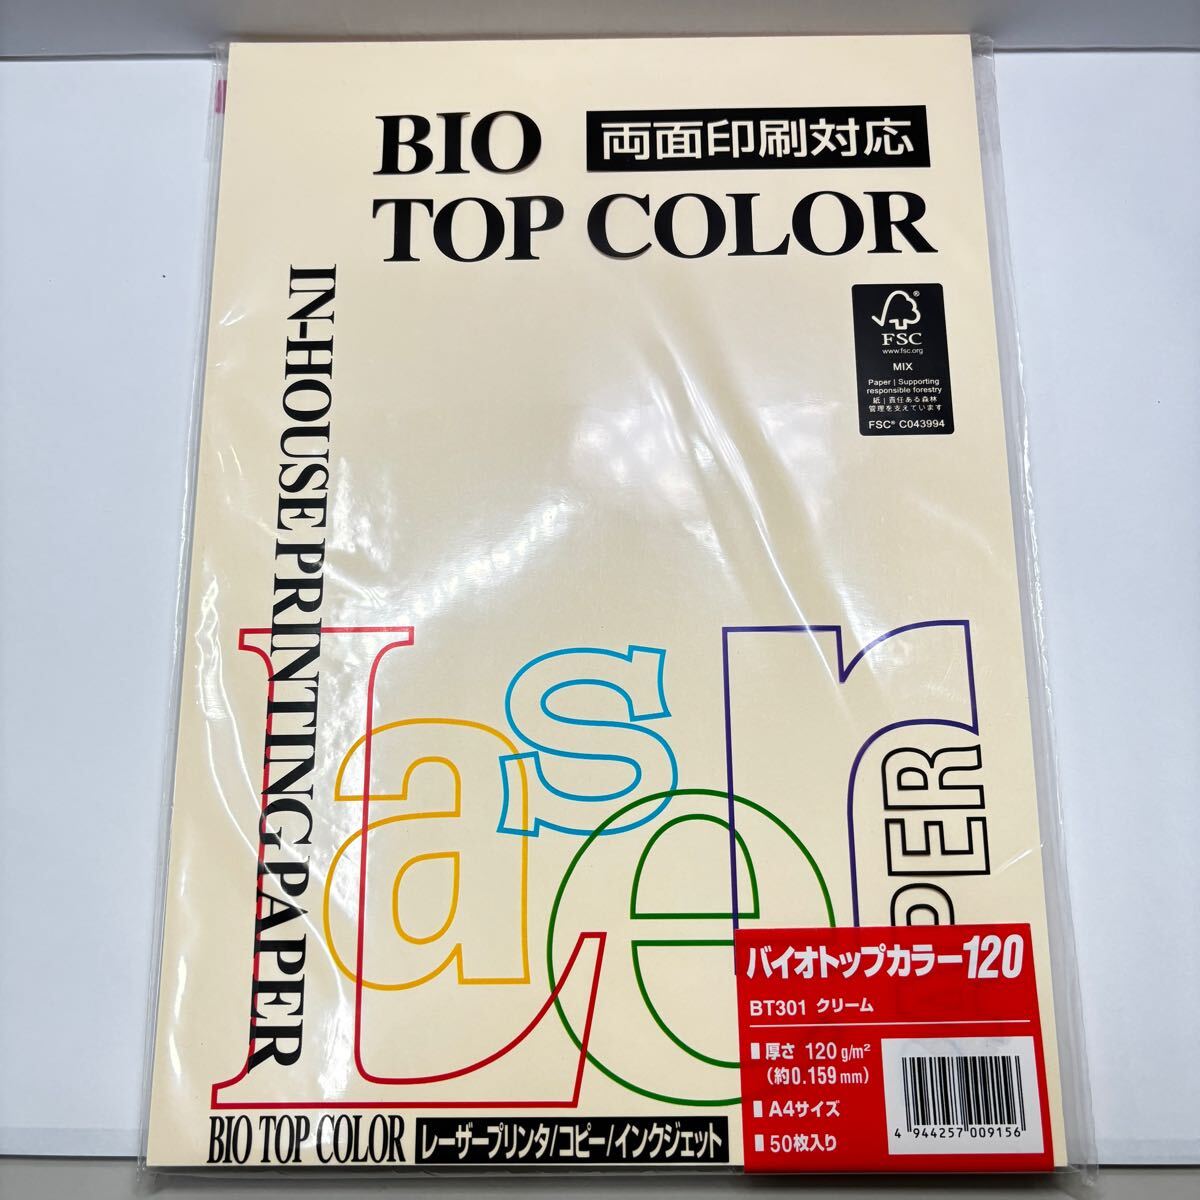 BIO
両面印刷対応
TOP COLOR
IN-HOUSE PRINTING PAPER
FSC
www.fsc.org
MIX
Paper | Supporting
responsible forestry
紙 | 責任ある森林
管理を支えています
FSC® C043994
Laser
PER
バイオトップカラー120
BT301 クリーム
厚さ 120g/m²
(約0.159mm)
A4サイズ
50枚入り
4 944257 009156
BIO TOP COLOR レーザープリンタ/コピー/インクジェット